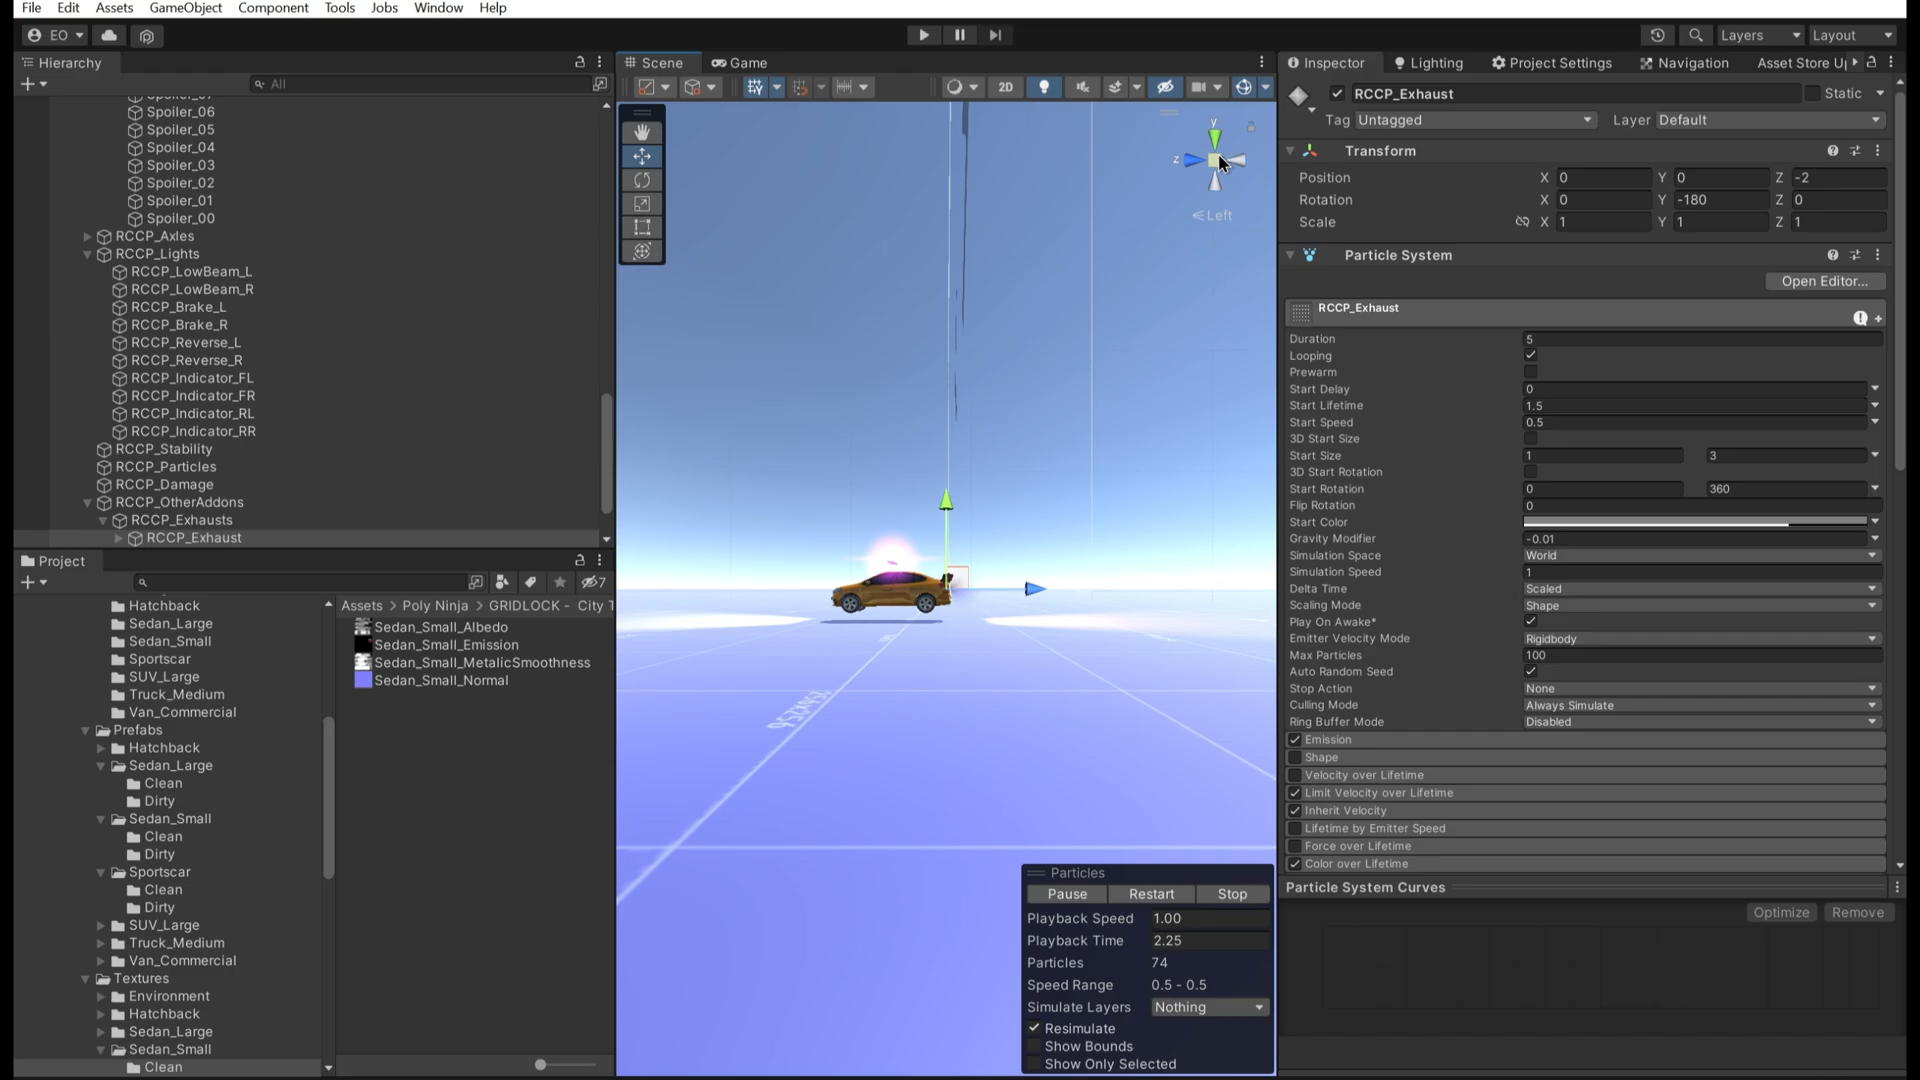 File Edit Assets GameObject Component Tools Jobs Window Help
EO
Layers Layout
Hierarchy
All
Spoiler_06
Spoiler_05
Spoiler_04
Spoiler_03
Spoiler_02
Spoiler_01
Spoiler_00
RCCP_Axles
RCCP_Lights
RCCP_LowBeam_L
RCCP_LowBeam_R
RCCP_Brake_L
RCCP_Brake_R
RCCP_Reverse_L
RCCP_Reverse_R
RCCP_Indicator_FL
RCCP_Indicator_FR
RCCP_Indicator_RL
RCCP_Indicator_RR
RCCP_Stability
RCCP_Particles
RCCP_Damage
RCCP_OtherAddons
RCCP_Exhausts
RCCP_Exhaust
Project
7
Hatchback
Sedan_Large
Sedan_Small
Sportscar
SUV_Large
Truck_Medium
Van_Commercial
Prefabs
Hatchback
Sedan_Large
Clean
Dirty
Sedan_Small
Clean
Dirty
Sportscar
Clean
Dirty
SUV_Large
Truck_Medium
Van_Commercial
Textures
Environment
Hatchback
Sedan_Large
Sedan_Small
Clean
Assets > Poly Ninja > GRIDLOCK - City T
Sedan_Small_Albedo
Sedan_Small_Emission
Sedan_Small_MetalicSmoothness
Sedan_Small_Normal
Scene Game
2D
y
z
Left
256x256
Particles
Pause Restart Stop
Playback Speed 1.00
Playback Time 2.25
Particles 74
Speed Range 0.5 - 0.5
Simulate Layers Nothing
Resimulate
Show Bounds
Show Only Selected
Inspector Lighting Project Settings Navigation Asset Store U
RCCP_Exhaust Static
Tag Untagged Layer Default
Transform
Position X 0 Y 0 Z -2
Rotation X 0 Y -180 Z 0
Scale X 1 Y 1 Z 1
Particle System
Open Editor...
RCCP_Exhaust
Duration 5
Looping
Prewarm
Start Delay 0
Start Lifetime 1.5
Start Speed 0.5
3D Start Size
Start Size 1 3
3D Start Rotation
Start Rotation 0 360
Flip Rotation 0
Start Color
Gravity Modifier -0.01
Simulation Space World
Simulation Speed 1
Delta Time Scaled
Scaling Mode Shape
Play On Awake*
Emitter Velocity Mode Rigidbody
Max Particles 100
Auto Random Seed
Stop Action None
Culling Mode Always Simulate
Ring Buffer Mode Disabled
Emission
Shape
Velocity over Lifetime
Limit Velocity over Lifetime
Inherit Velocity
Lifetime by Emitter Speed
Force over Lifetime
Color over Lifetime
Particle System Curves
Optimize Remove